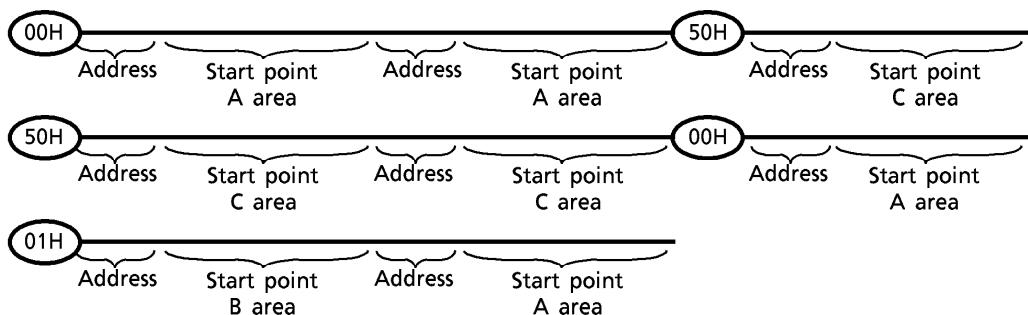 00H 50H
Address Start point Address Start point Address Start point
A area A area C area
50H 00H
Address Start point Address Start point Address Start point
C area C area A area
01H
Address Start point Address Start point
B area A area